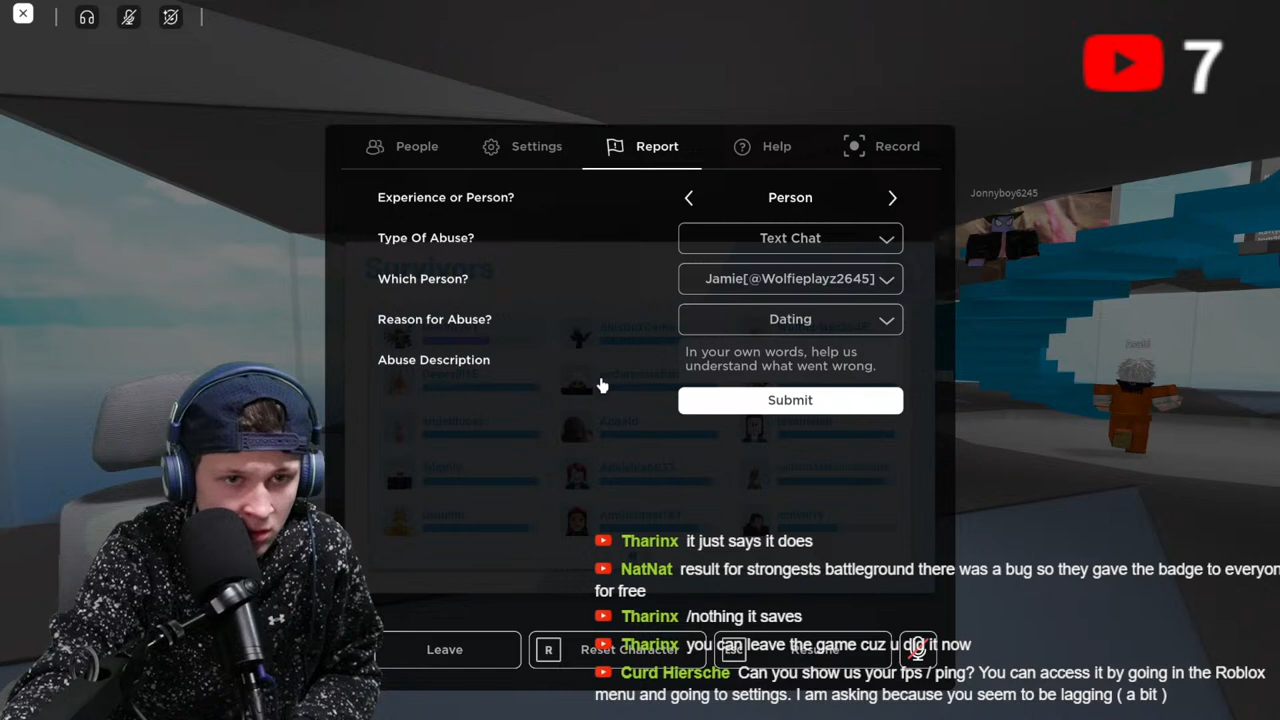 7
People Settings Report Help Record
Experience or Person? Person
Type Of Abuse? Text Chat
Which Person? Jamie[@Wolfieplayz2645]
Reason for Abuse? Dating
Abuse Description In your own words, help us
understand what went wrong.
Submit
Jonnyboy6245
Survivors
Tharinx it just says it does
NatNat result for strongests battleground there was a bug so they gave the badge to everyon
for free
Tharinx /nothing it saves
Tharinx you can leave the game cuz u did it now
Leave R Reset Character Esc Resume
Curd Hiersche Can you show us your fps / ping? You can access it by going in the Roblox
menu and going to settings. I am asking because you seem to be lagging ( a bit )